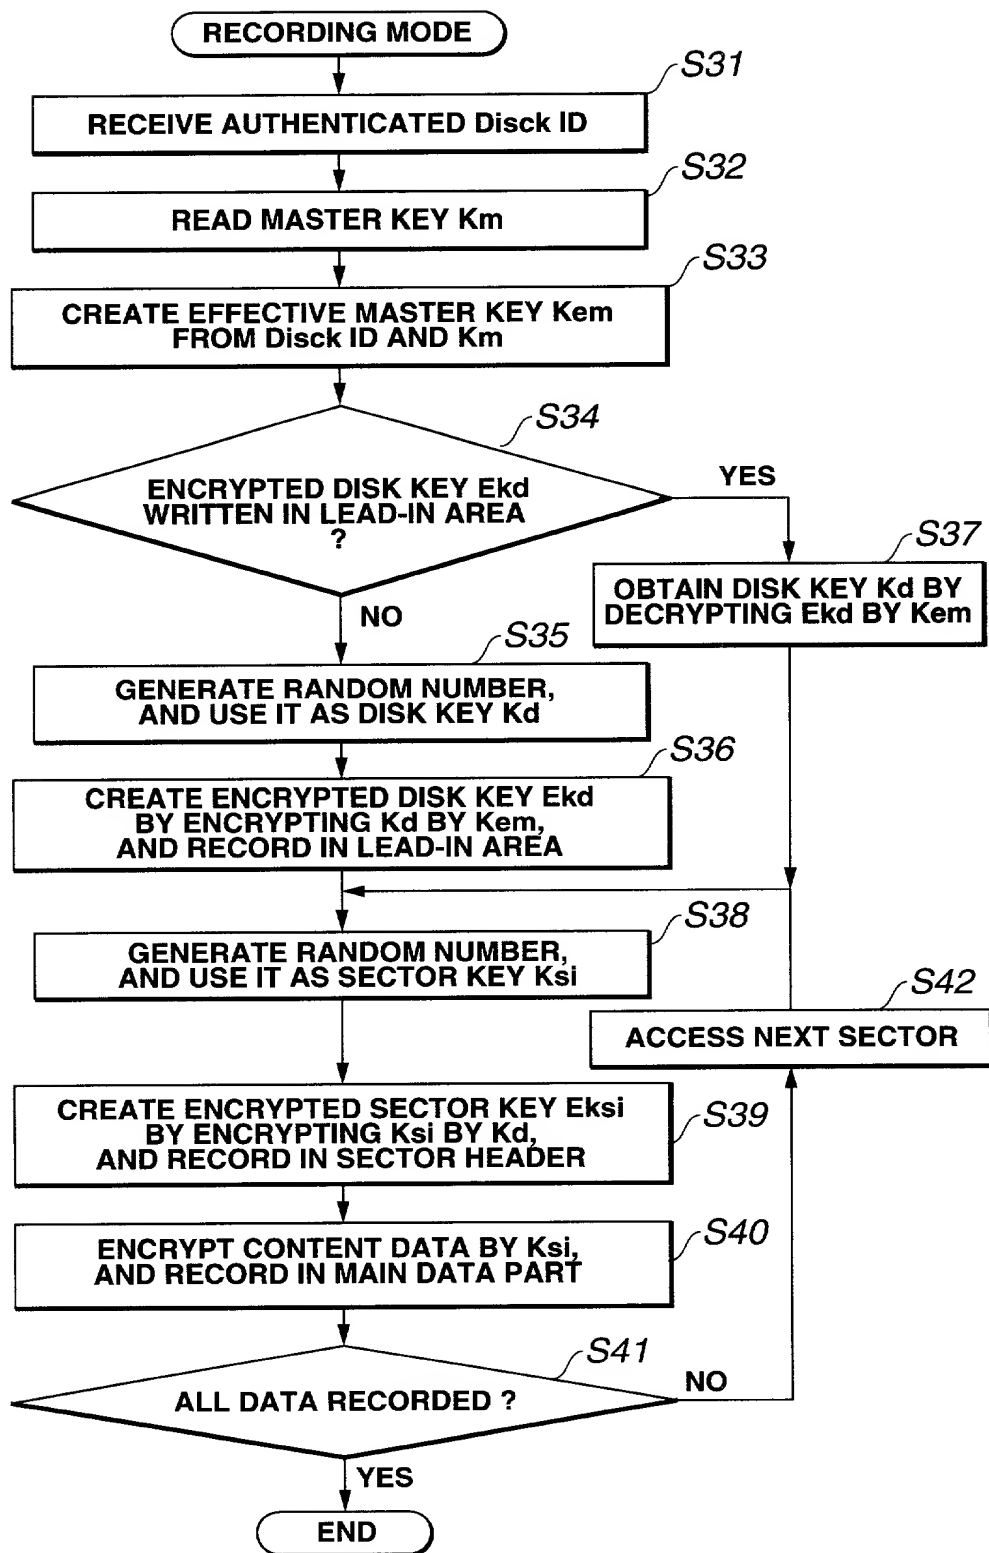 RECORDING MODE
S31
RECEIVE AUTHENTICATED Disck ID
S32
READ MASTER KEY Km
S33
CREATE EFFECTIVE MASTER KEY Kem
FROM Disck ID AND Km
S34
ENCRYPTED DISK KEY Ekd
WRITTEN IN LEAD-IN AREA
?
YES
NO
S37
OBTAIN DISK KEY Kd BY
DECRYPTING Ekd BY Kem
S35
GENERATE RANDOM NUMBER,
AND USE IT AS DISK KEY Kd
S36
CREATE ENCRYPTED DISK KEY Ekd
BY ENCRYPTING Kd BY Kem,
AND RECORD IN LEAD-IN AREA
S38
GENERATE RANDOM NUMBER,
AND USE IT AS SECTOR KEY Ksi
S42
ACCESS NEXT SECTOR
S39
CREATE ENCRYPTED SECTOR KEY Eksi
BY ENCRYPTING Ksi BY Kd,
AND RECORD IN SECTOR HEADER
S40
ENCRYPT CONTENT DATA BY Ksi,
AND RECORD IN MAIN DATA PART
S41
ALL DATA RECORDED ?
NO
YES
END